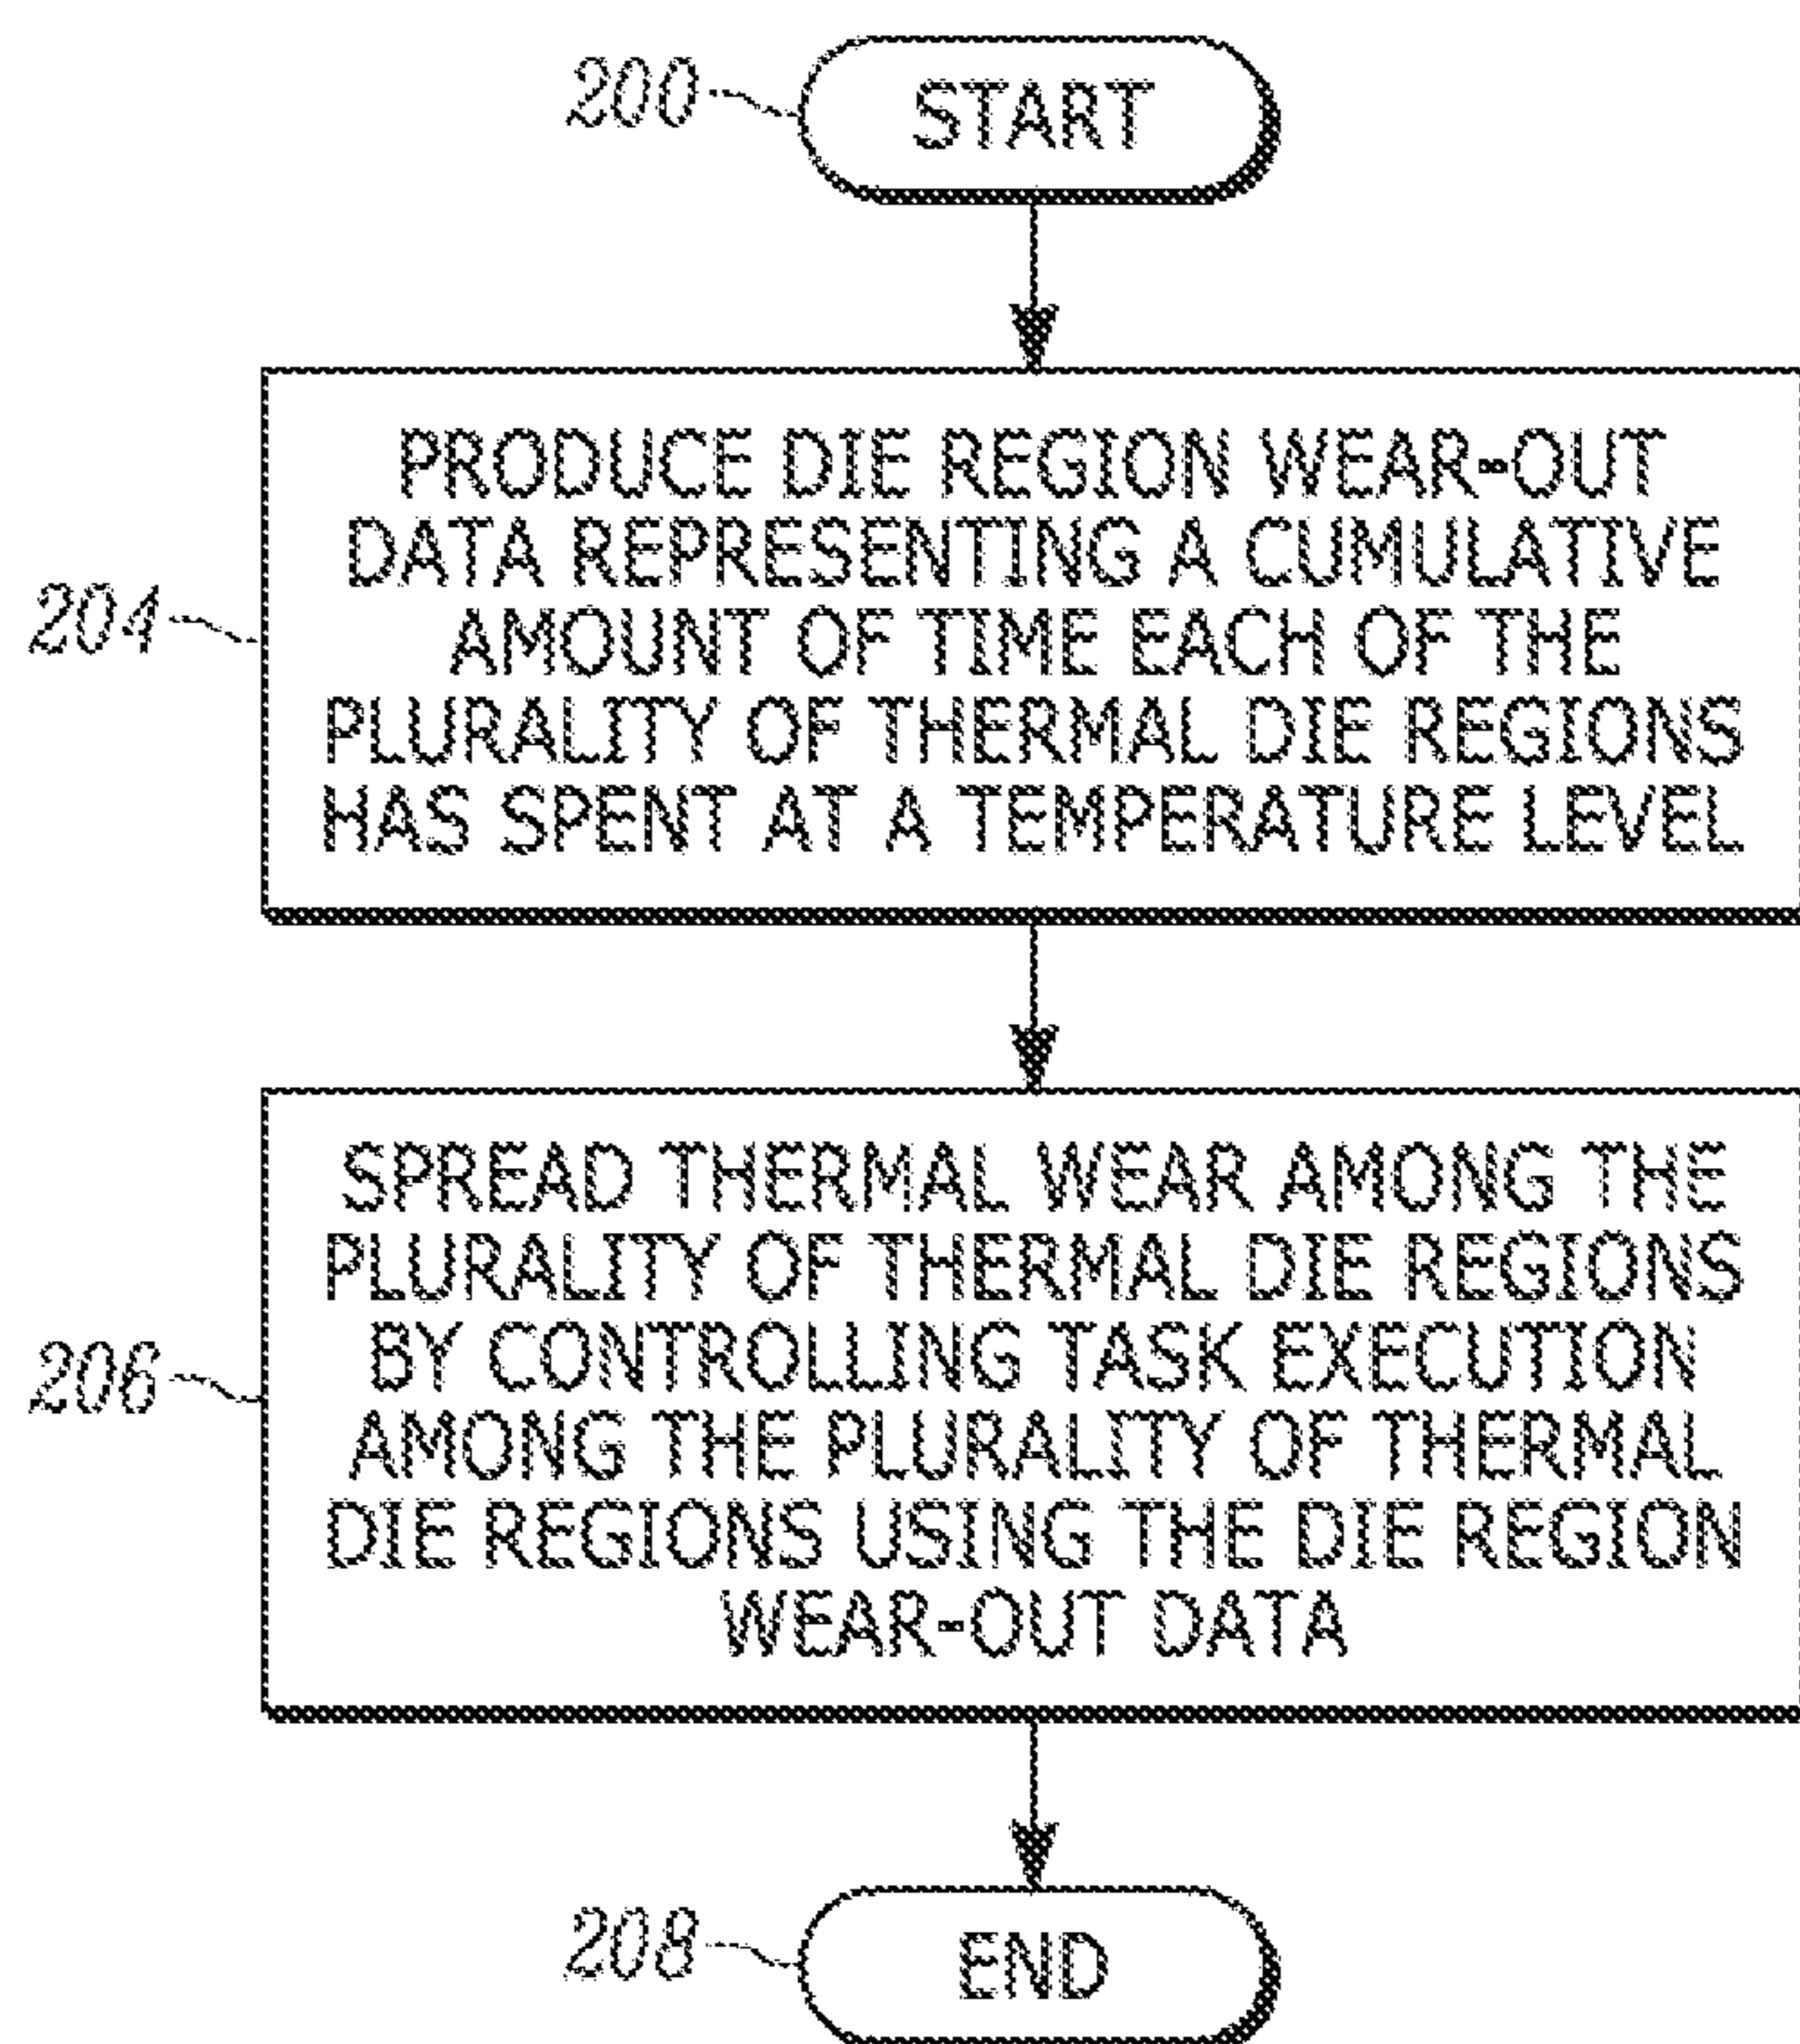 200
START
204
PRODUCE DIE REGION WEAR-OUT
DATA REPRESENTING A CUMULATIVE
AMOUNT OF TIME EACH OF THE
PLURALITY OF THERMAL DIE REGIONS
HAS SPENT AT A TEMPERATURE LEVEL
206
SPREAD THERMAL WEAR AMONG THE
PLURALITY OF THERMAL DIE REGIONS
BY CONTROLLING TASK EXECUTION
AMONG THE PLURALITY OF THERMAL
DIE REGIONS USING THE DIE REGION
WEAR-OUT DATA
208
END